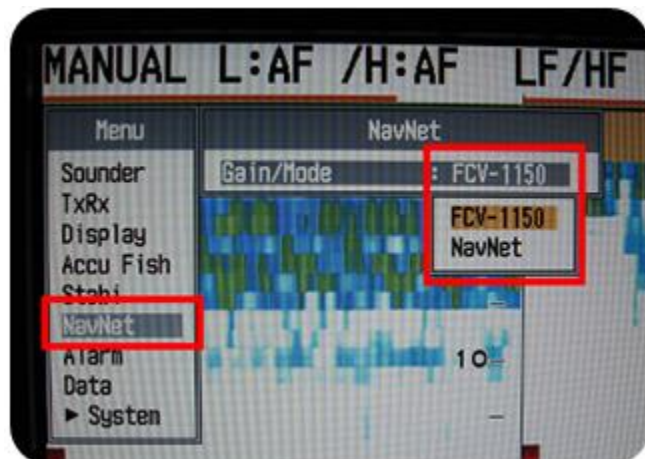 MANUAL L:AF /H:AF LF/HF
Menu
Sounder
TxRx
Display
Accu Fish
Stabi
NavNet
Alarm
Data
► System
NavNet
Gain/Mode : FCV-1150
FCV-1150
NavNet
10